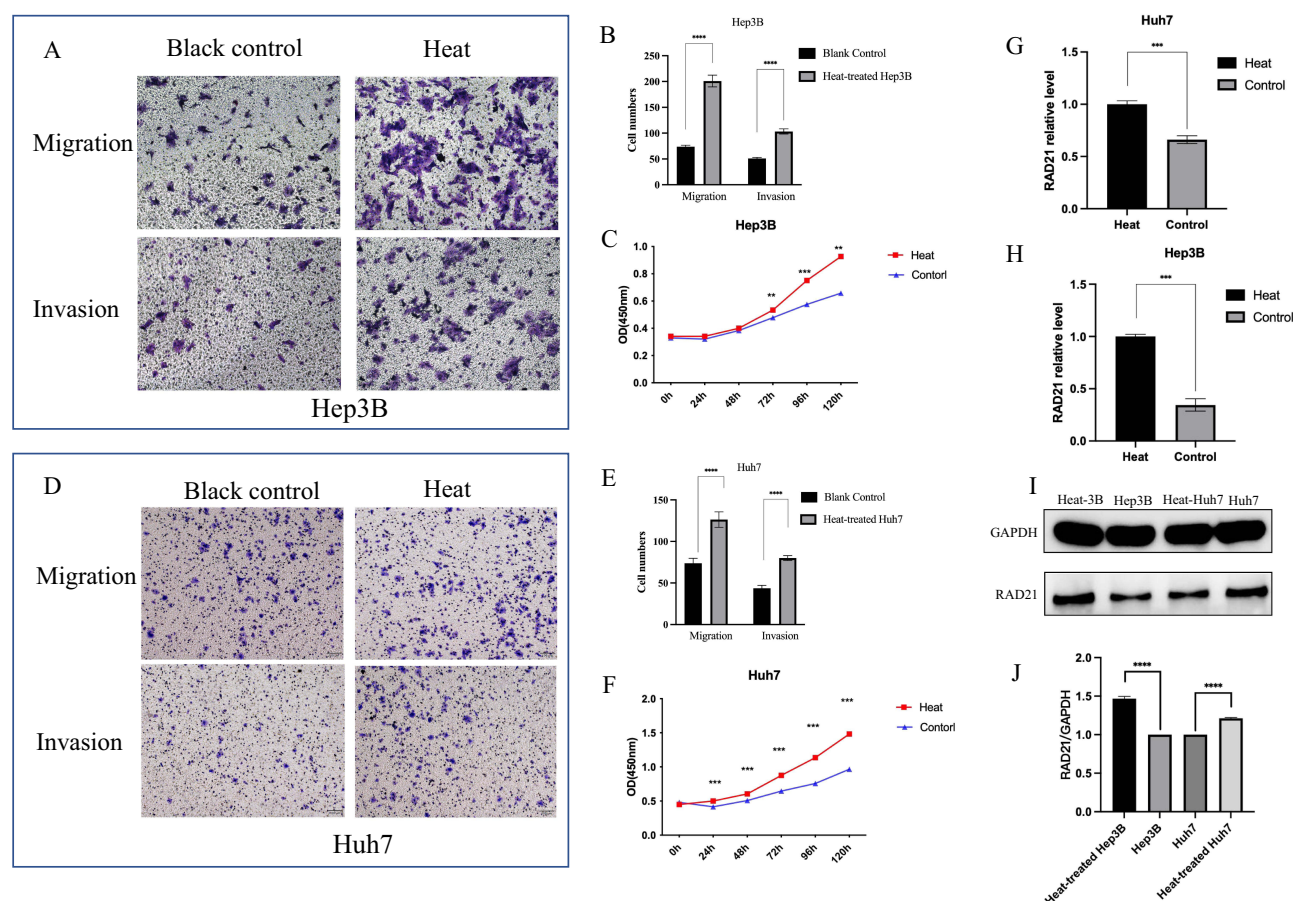 A
Black control
Heat
Migration
Invasion
Hep3B
B
Hep3B
****
****
Blank Control
Heat-treated Hep3B
Cell numbers
250
200
150
100
50
0
Migration
Invasion
C
Hep3B
OD(450nm)
1.0
0.8
0.6
0.4
0.2
0.0
**
***
**
Heat
Contorl
0h
24h
48h
72h
96h
120h
D
Black control
Heat
Migration
Invasion
Huh7
E
Huh7
****
****
Blank Control
Heat-treated Huh7
Cell numbers
150
100
50
0
Migration
Invasion
F
Huh7
OD(450nm)
2.0
1.5
1.0
0.5
0.0
***
***
***
***
***
Heat
Contorl
0h
24h
48h
72h
96h
120h
G
Huh7
RAD21 relative level
1.5
1.0
0.5
0.0
***
Heat
Control
Heat
Control
H
Hep3B
RAD21 relative level
1.5
1.0
0.5
0.0
***
Heat
Control
Heat
Control
I
Heat-3B
Hep3B
Heat-Huh7
Huh7
GAPDH
RAD21
J
RAD21/GAPDH
2.0
1.5
1.0
0.5
0.0
****
****
Heat-treated Hep3B
Hep3B
Huh7
Heat-treated Huh7